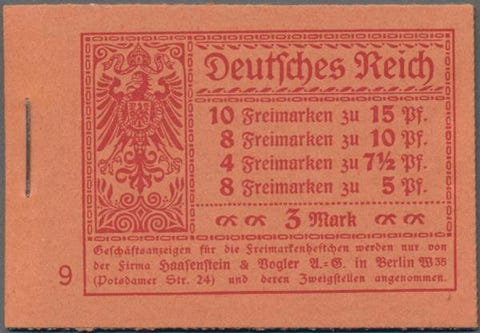 Deutsches Reich
10 Freimarken zu 15 Pf.
8 Freimarken zu 10 Pf.
4 Freimarken zu 7½ Pf.
8 Freimarken zu 5 Pf.
3 Mark
Geschäftsanzeigen für die Freimarkenheftchen werden nur von
der Firma Haasenstein & Vogler A.-G. in Berlin W35
(Potsdamer Str. 24) und deren Zweigstellen angenommen.
9